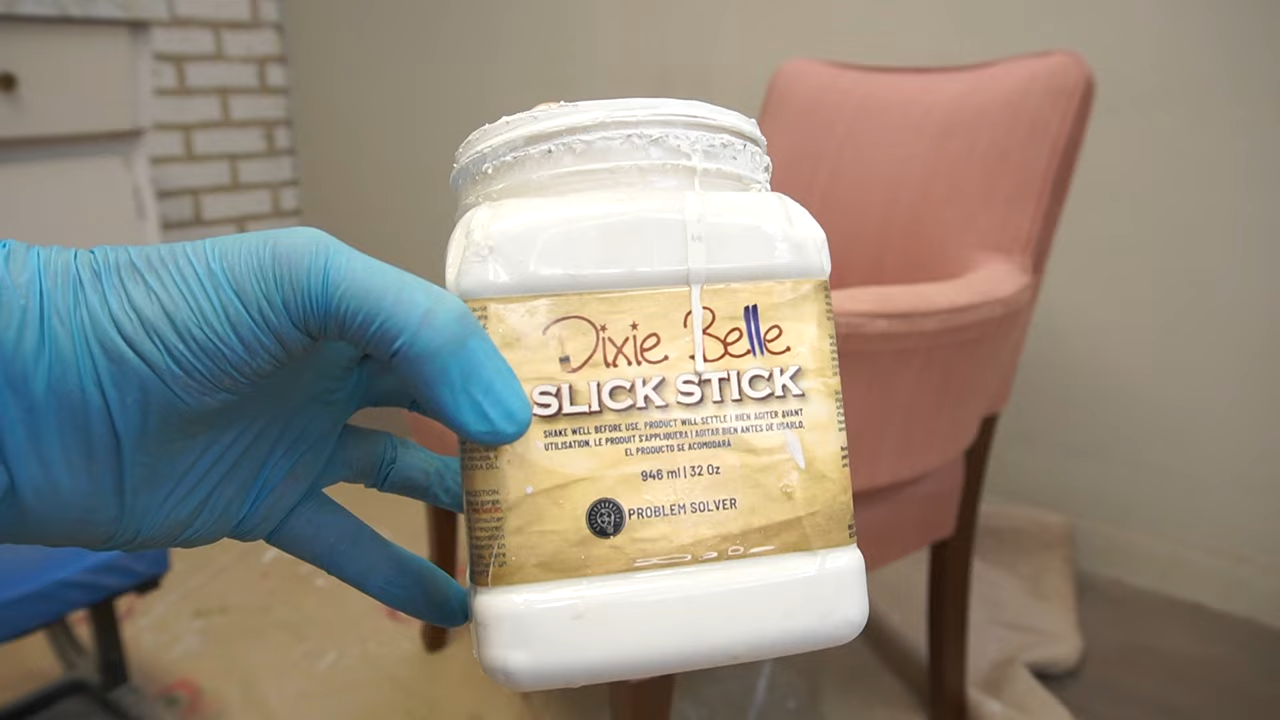 Dixie Belle
SLICK STICK
SHAKE WELL BEFORE USE, PRODUCT WILL SETTLE | BIEN AGITER AVANT
UTILISATION, LE PRODUIT S'APPLIQUERA | AGITAR BIEN ANTES DE USARLO,
EL PRODUCTO SE ACOMODARÁ
946 ml | 32 Oz
PROBLEM SOLVER